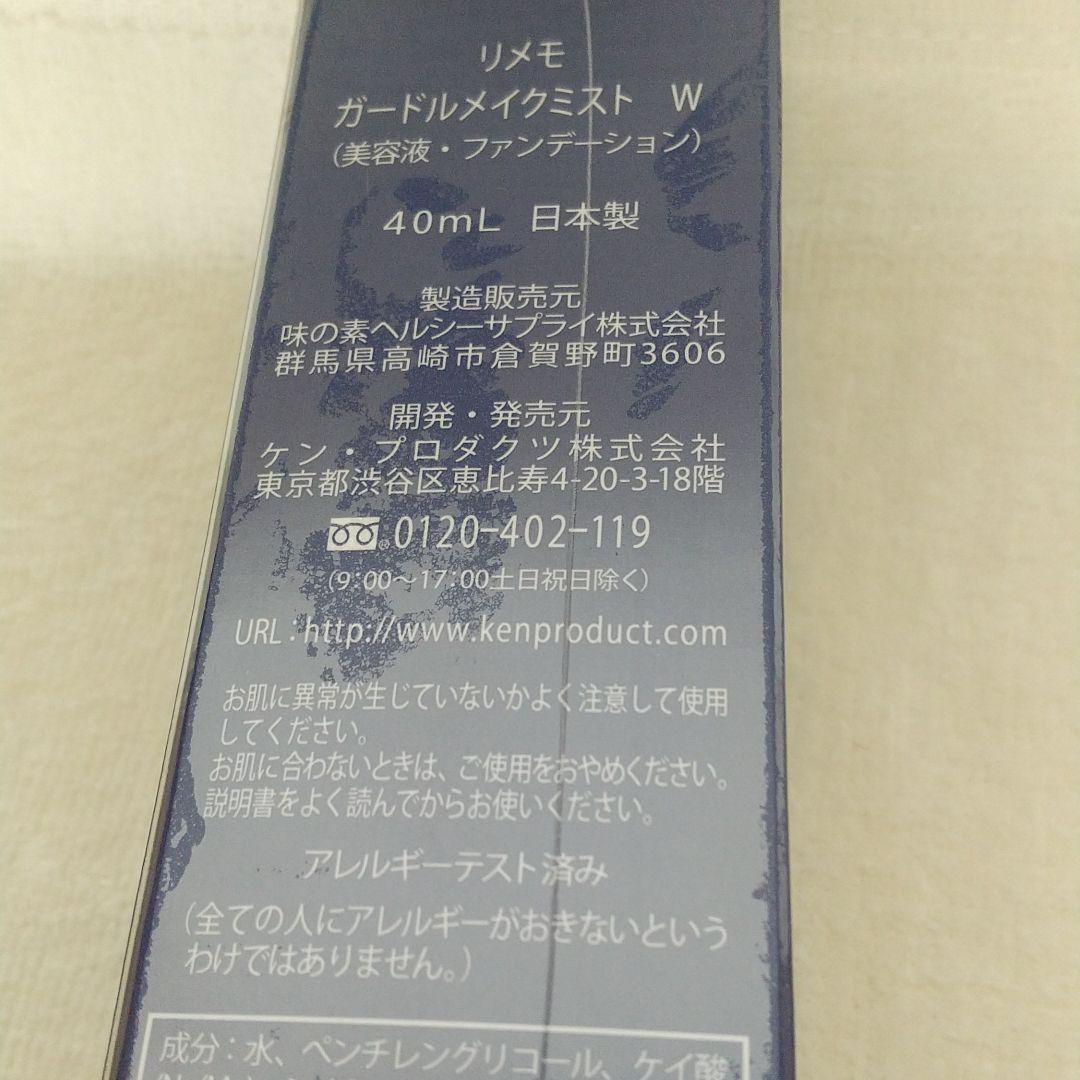 リメモ
ガードルメイクミスト W
(美容液・ファンデーション)
40mL 日本製
製造販売元
味の素ヘルシーサプライ株式会社
群馬県高崎市倉賀野町3606
開発・発売元
ケン・プロダクツ株式会社
東京都渋谷区恵比寿4-20-3-18階
0120-402-119
(9:00～17:00土日祝日除く)
URL:http://www.kenproduct.com
お肌に異常が生じていないかよく注意して使用
してください。
お肌に合わないときは、ご使用をおやめください。
説明書をよく読んでからお使いください。
アレルギーテスト済み
(全ての人にアレルギーがおきないという
わけではありません。)
成分:水、ペンチレングリコール、ケイ酸